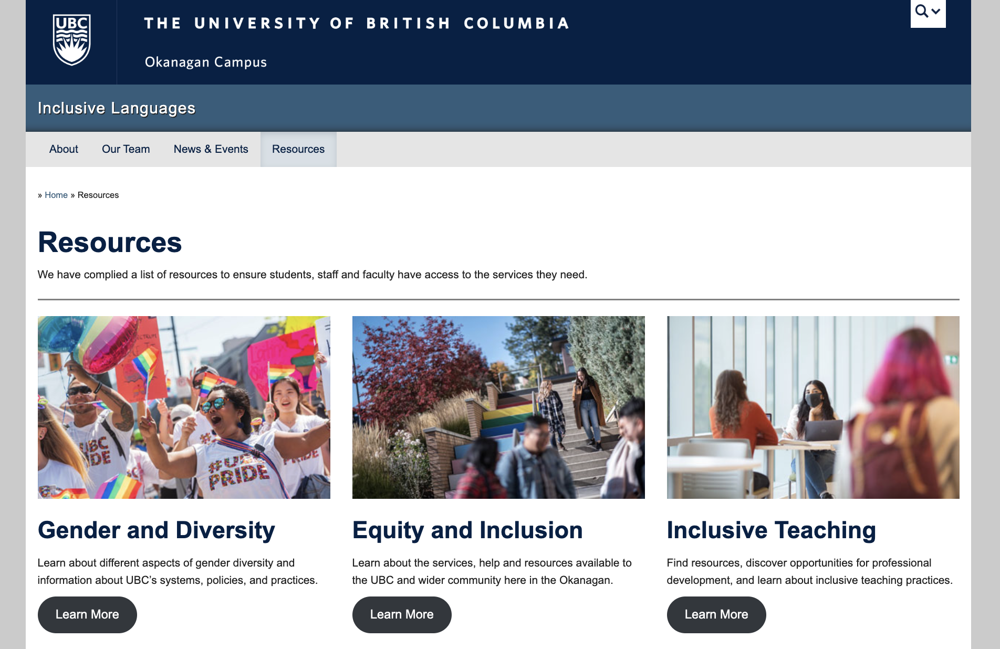 UBC
THE UNIVERSITY OF BRITISH COLUMBIA
Okanagan Campus
Inclusive Languages
About
Our Team
News & Events
Resources
» Home » Resources
Resources
We have complied a list of resources to ensure students, staff and faculty have access to the services they need.
UBC
PRIDE
PRIDE
Gender and Diversity
Learn about different aspects of gender diversity and
information about UBC’s systems, policies, and practices.
Learn More
Equity and Inclusion
Learn about the services, help and resources available to
the UBC and wider community here in the Okanagan.
Learn More
Inclusive Teaching
Find resources, discover opportunities for professional
development, and learn about inclusive teaching practices.
Learn More